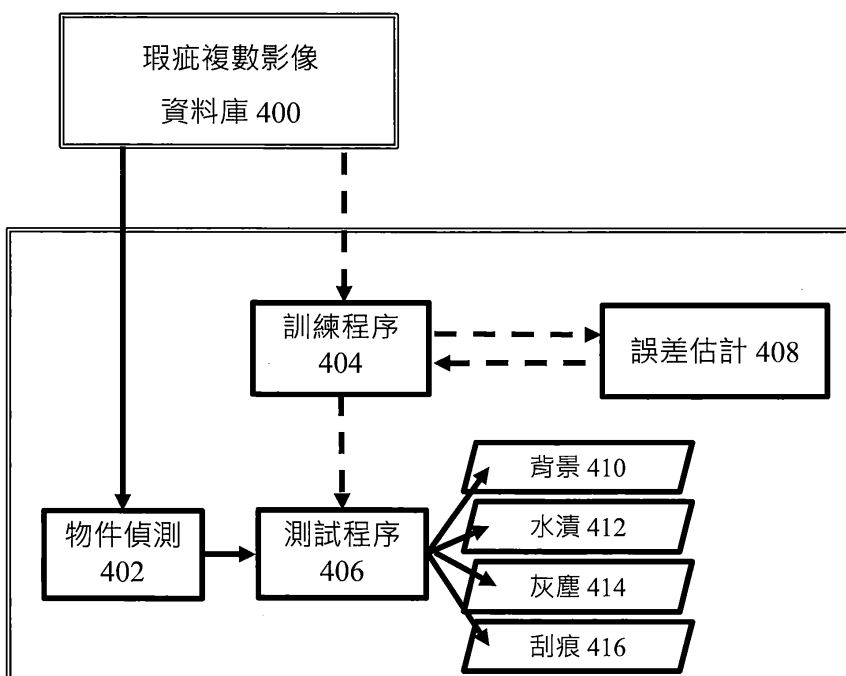 瑕疵複數影像
資料庫 400
訓練程序
404
誤差估計 408
物件偵測
402
測試程序
406
背景 410
水漬 412
灰塵 414
刮痕 416